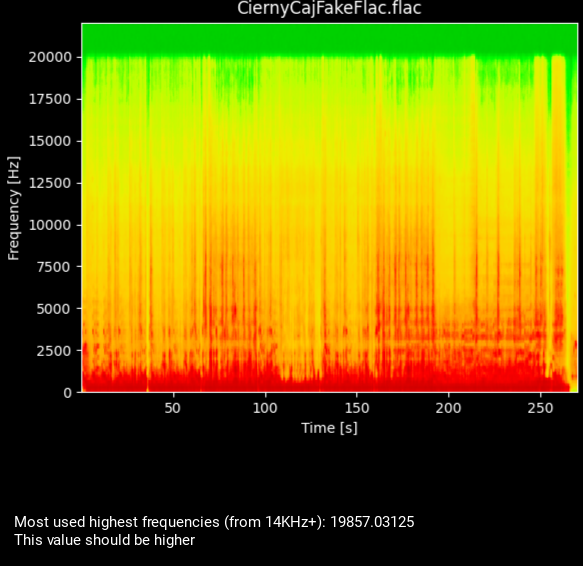 CiernyCajFakeFlac.flac
20000
17500
15000
12500
10000
7500
5000
2500
0
Frequency [Hz]
50
100
150
200
250
Time [s]
Most used highest frequencies (from 14KHz+): 19857.03125
This value should be higher